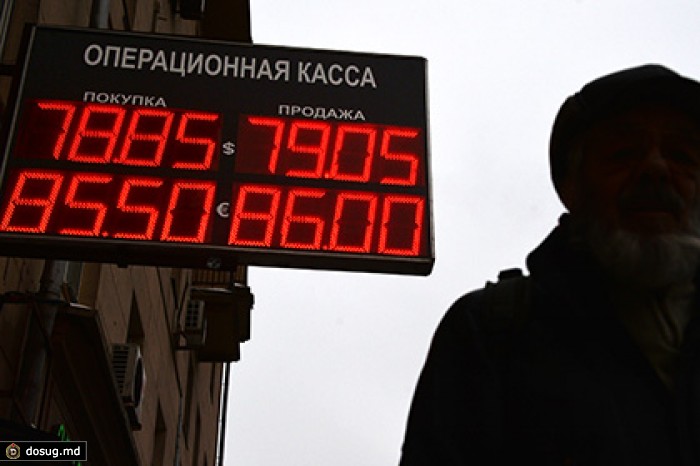 ОПЕРАЦИОННАЯ КАССА
ПОКУПКА ПРОДАЖА
78.85 $ 79.05
85.50 € 86.00
dosug.md